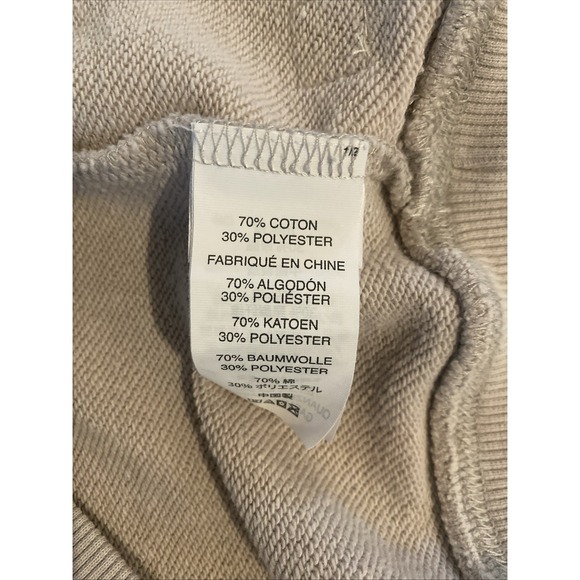 1/2
70% COTON
30% POLYESTER
FABRIQUÉ EN CHINE
70% ALGODÓN
30% POLIÉSTER
70% KATOEN
30% POLYESTER
70% BAUMWOLLE
30% POLYESTER
70% 綿
30% ポリエステル
中国製